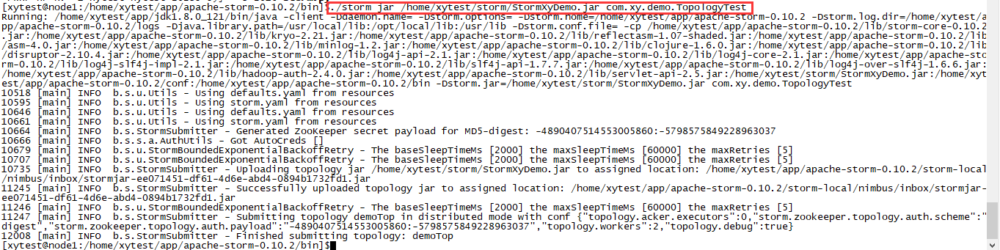 [xytest@node1:/home/xytest/app/apache-storm-0.10.2/bin]$./storm jar /home/xytest/storm/StormXyDemo.jar com.xy.demo.TopologyTest
Running: /home/xytest/app/jdk1.8.0_121/bin/java -client -Ddaemon.name= -Dstorm.options= -Dstorm.home=/home/xytest/app/apache-storm-0.10.2 -Dstorm.log.dir=/home/xytest/a
pp/apache-storm-0.10.2/logs -Djava.library.path=/usr/local/lib:/opt/local/lib:/usr/lib -Dstorm.conf.file= -cp /home/xytest/app/apache-storm-0.10.2/lib/storm-core-0.10.2
.jar:/home/xytest/app/apache-storm-0.10.2/lib/kryo-2.21.jar:/home/xytest/app/apache-storm-0.10.2/lib/reflectasm-1.07-shaded.jar:/home/xytest/app/apache-storm-0.10.2/lib
/asm-4.0.jar:/home/xytest/app/apache-storm-0.10.2/lib/minlog-1.2.jar:/home/xytest/app/apache-storm-0.10.2/lib/clojure-1.6.0.jar:/home/xytest/app/apache-storm-0.10.2/lib
/disruptor-2.10.4.jar:/home/xytest/app/apache-storm-0.10.2/lib/log4j-api-2.1.jar:/home/xytest/app/apache-storm-0.10.2/lib/log4j-core-2.1.jar:/home/xytest/app/apache-sto
rm-0.10.2/lib/log4j-slf4j-impl-2.1.jar:/home/xytest/app/apache-storm-0.10.2/lib/slf4j-api-1.7.7.jar:/home/xytest/app/apache-storm-0.10.2/lib/log4j-over-slf4j-1.6.6.jar:
/home/xytest/app/apache-storm-0.10.2/lib/hadoop-auth-2.4.0.jar:/home/xytest/app/apache-storm-0.10.2/lib/servlet-api-2.5.jar:/home/xytest/storm/StormXyDemo.jar:/home/xyt
est/app/apache-storm-0.10.2/conf:/home/xytest/app/apache-storm-0.10.2/bin -Dstorm.jar=/home/xytest/storm/StormXyDemo.jar com.xy.demo.TopologyTest
10518 [main] INFO  b.s.u.Utils - Using defaults.yaml from resources
10595 [main] INFO  b.s.u.Utils - Using storm.yaml from resources
10646 [main] INFO  b.s.u.Utils - Using defaults.yaml from resources
10661 [main] INFO  b.s.u.Utils - Using storm.yaml from resources
10664 [main] INFO  b.s.StormSubmitter - Generated ZooKeeper secret payload for MD5-digest: -4890407514553005860:-5798575849228963037
10666 [main] INFO  b.s.s.a.AuthUtils - Got AutoCreds []
10679 [main] INFO  b.s.u.StormBoundedExponentialBackoffRetry - The baseSleepTimeMs [2000] the maxSleepTimeMs [60000] the maxRetries [5]
10707 [main] INFO  b.s.u.StormBoundedExponentialBackoffRetry - The baseSleepTimeMs [2000] the maxSleepTimeMs [60000] the maxRetries [5]
10735 [main] INFO  b.s.StormSubmitter - Uploading topology jar /home/xytest/storm/StormXyDemo.jar to assigned location: /home/xytest/app/apache-storm-0.10.2/storm-local
/nimbus/inbox/stormjar-ee071451-df61-4d6e-abd4-0894b1732fd1.jar
11245 [main] INFO  b.s.StormSubmitter - Successfully uploaded topology jar to assigned location: /home/xytest/app/apache-storm-0.10.2/storm-local/nimbus/inbox/stormjar-
ee071451-df61-4d6e-abd4-0894b1732fd1.jar
11246 [main] INFO  b.s.u.StormBoundedExponentialBackoffRetry - The baseSleepTimeMs [2000] the maxSleepTimeMs [60000] the maxRetries [5]
11247 [main] INFO  b.s.StormSubmitter - Submitting topology demoTop in distributed mode with conf {"topology.acker.executors":0,"storm.zookeeper.topology.auth.scheme":"
digest","storm.zookeeper.topology.auth.payload":"-4890407514553005860:-5798575849228963037","topology.workers":2,"topology.debug":true}
12008 [main] INFO  b.s.StormSubmitter - Finished submitting topology: demoTop
[xytest@node1:/home/xytest/app/apache-storm-0.10.2/bin]$